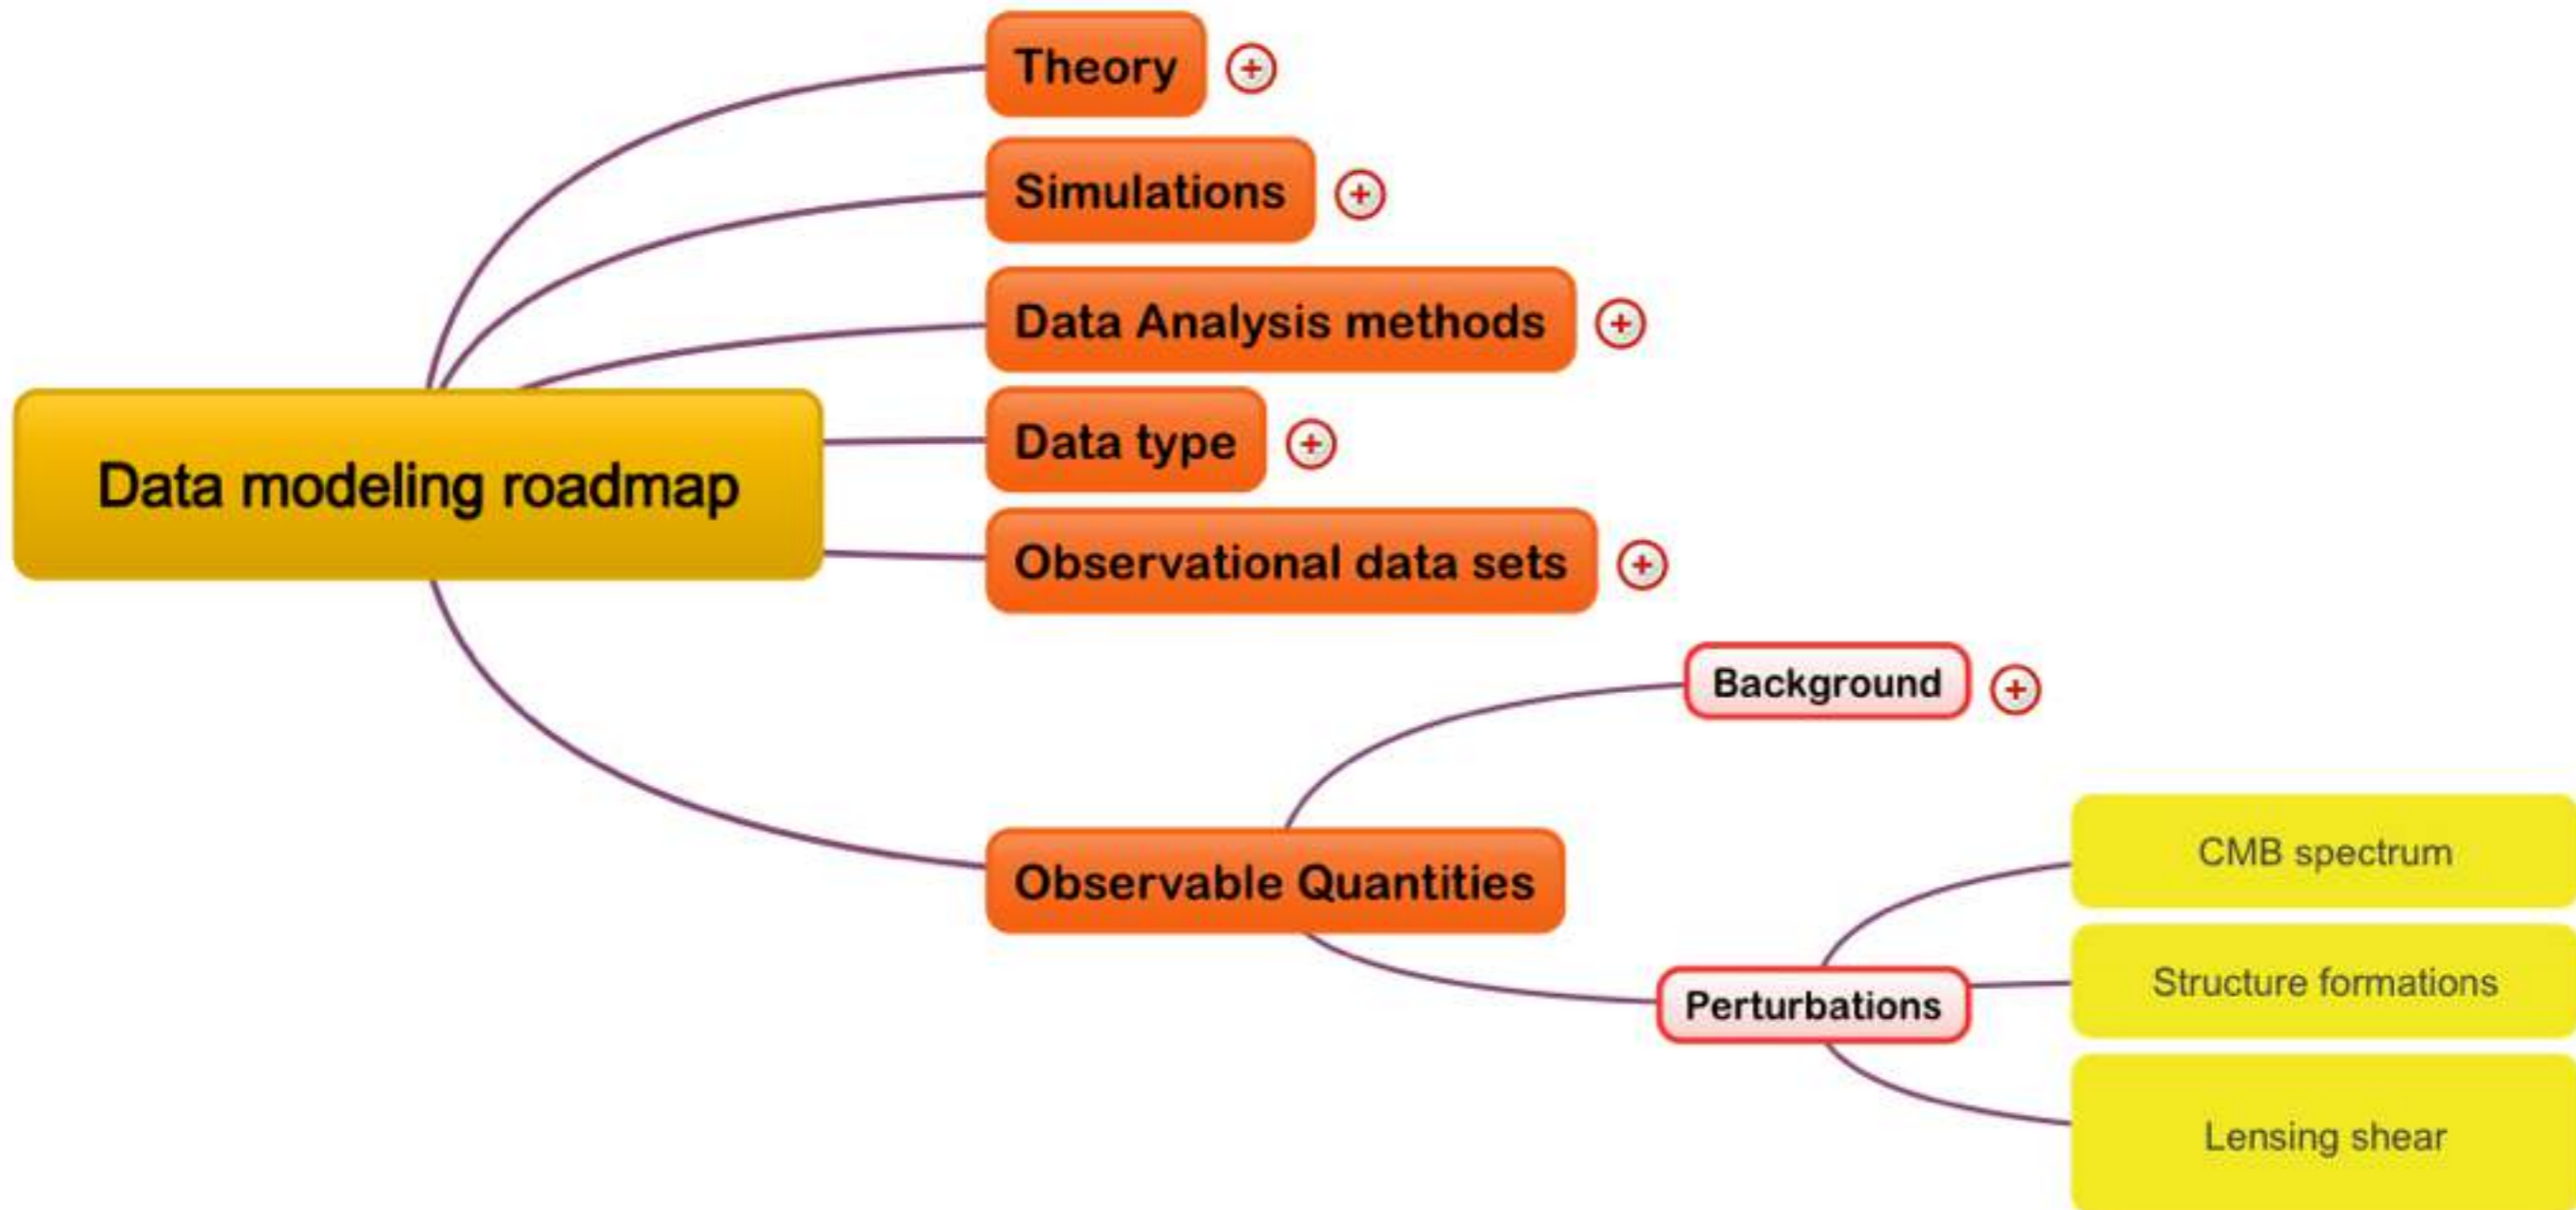 Theory
Simulations
Data Analysis methods
Data type
Data modeling roadmap
Observational data sets
Background
Observable Quantities
CMB spectrum
Structure formations
Perturbations
Lensing shear